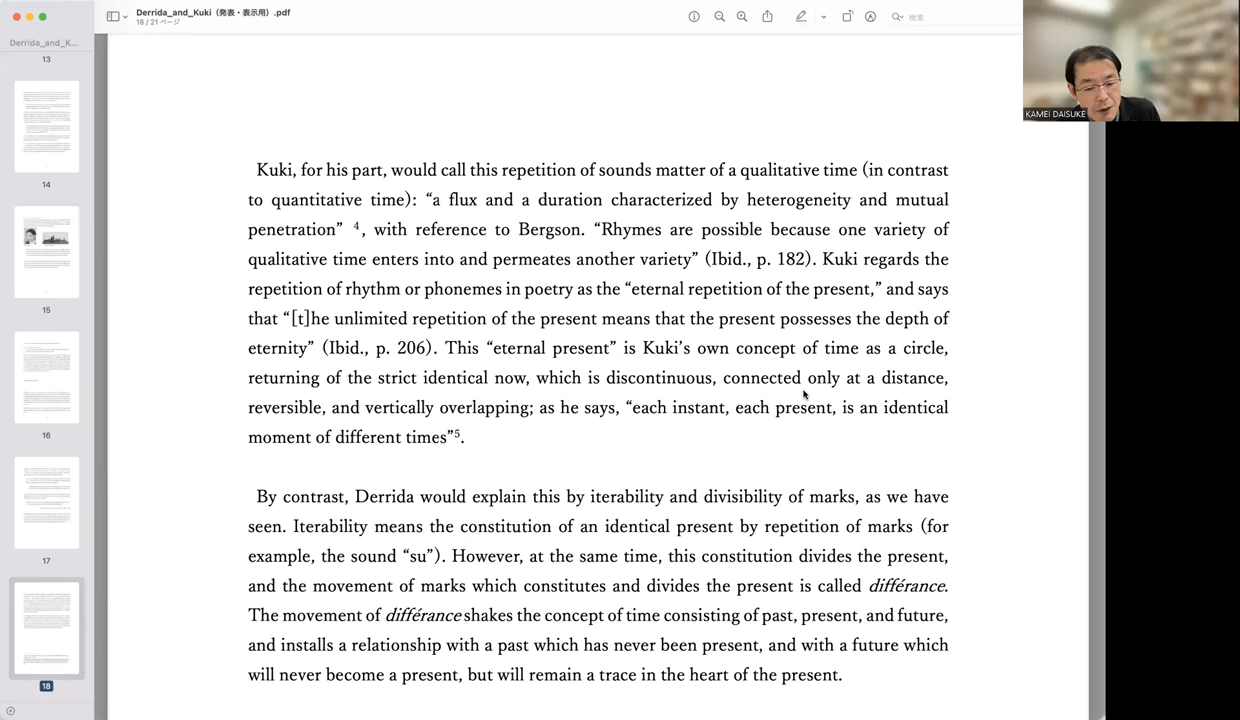 Derrida_and_Kuki（発表・表示用）.pdf
18 / 21 ページ
検索
Derrida_and_K...
13
14
15
16
17
18
KAMEI DAISUKE
Kuki, for his part, would call this repetition of sounds matter of a qualitative time (in contrast
to quantitative time): “a flux and a duration characterized by heterogeneity and mutual
penetration” 4, with reference to Bergson. “Rhymes are possible because one variety of
qualitative time enters into and permeates another variety” (Ibid., p. 182). Kuki regards the
repetition of rhythm or phonemes in poetry as the “eternal repetition of the present,” and says
that “[t]he unlimited repetition of the present means that the present possesses the depth of
eternity” (Ibid., p. 206). This “eternal present” is Kuki’s own concept of time as a circle,
returning of the strict identical now, which is discontinuous, connected only at a distance,
reversible, and vertically overlapping; as he says, “each instant, each present, is an identical
moment of different times”5.
By contrast, Derrida would explain this by iterability and divisibility of marks, as we have
seen. Iterability means the constitution of an identical present by repetition of marks (for
example, the sound “su”). However, at the same time, this constitution divides the present,
and the movement of marks which constitutes and divides the present is called différance.
The movement of différance shakes the concept of time consisting of past, present, and future,
and installs a relationship with a past which has never been present, and with a future which
will never become a present, but will remain a trace in the heart of the present.